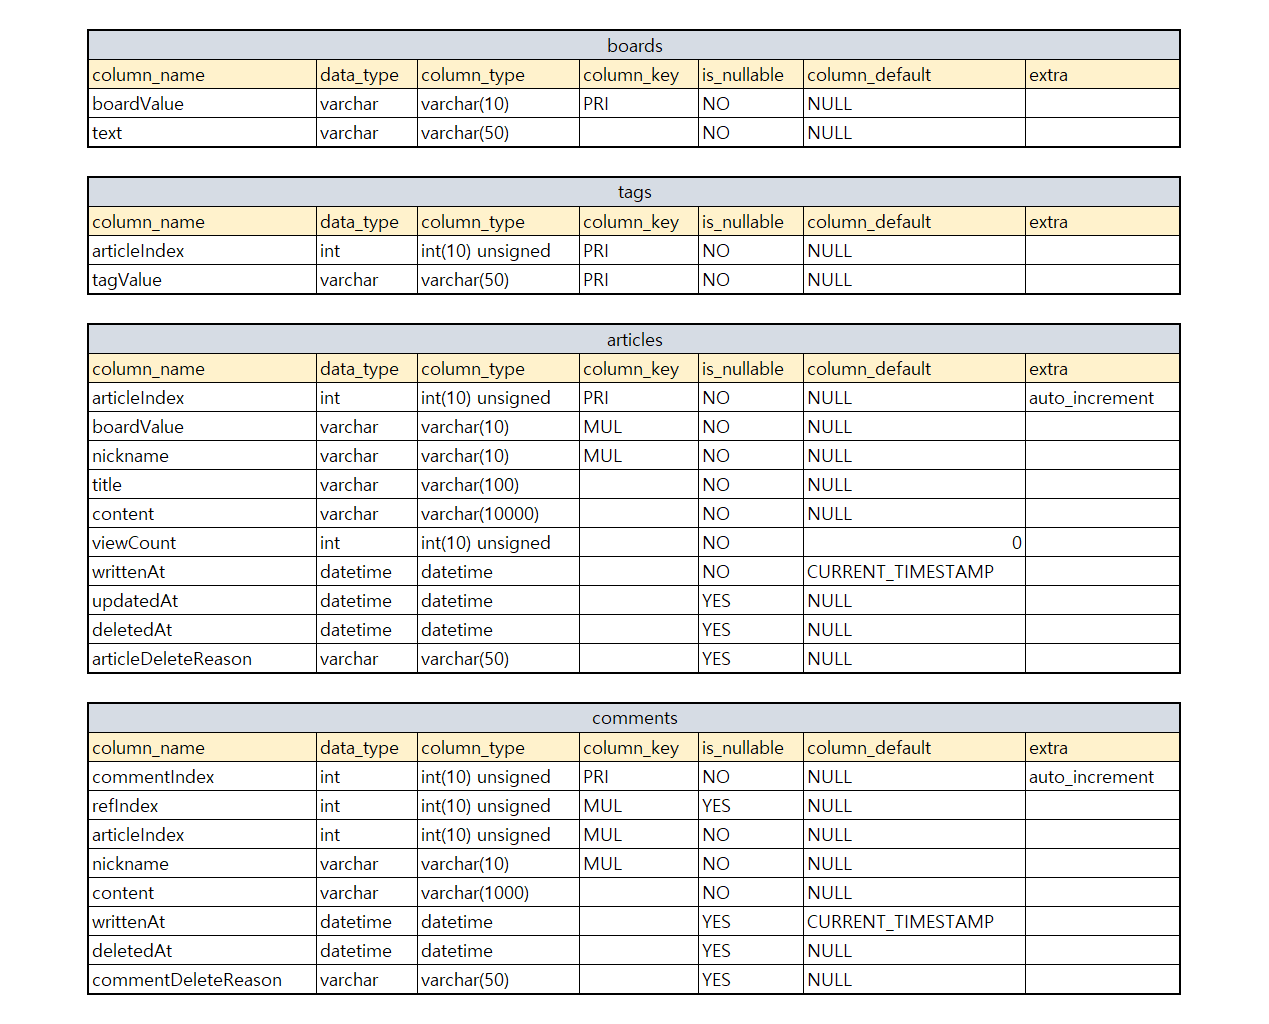 boards
column_name data_type column_type column_key is_nullable column_default extra
boardValue varchar varchar(10) PRI NO NULL
text varchar varchar(50) NO NULL
tags
column_name data_type column_type column_key is_nullable column_default extra
articleIndex int int(10) unsigned PRI NO NULL
tagValue varchar varchar(50) PRI NO NULL
articles
column_name data_type column_type column_key is_nullable column_default extra
articleIndex int int(10) unsigned PRI NO NULL auto_increment
boardValue varchar varchar(10) MUL NO NULL
nickname varchar varchar(10) MUL NO NULL
title varchar varchar(100) NO NULL
content varchar varchar(10000) NO NULL
viewCount int int(10) unsigned NO 0
writtenAt datetime datetime NO CURRENT_TIMESTAMP
updatedAt datetime datetime YES NULL
deletedAt datetime datetime YES NULL
articleDeleteReason varchar varchar(50) YES NULL
comments
column_name data_type column_type column_key is_nullable column_default extra
commentIndex int int(10) unsigned PRI NO NULL auto_increment
refIndex int int(10) unsigned MUL YES NULL
articleIndex int int(10) unsigned MUL NO NULL
nickname varchar varchar(10) MUL NO NULL
content varchar varchar(1000) NO NULL
writtenAt datetime datetime YES CURRENT_TIMESTAMP
deletedAt datetime datetime YES NULL
commentDeleteReason varchar varchar(50) YES NULL